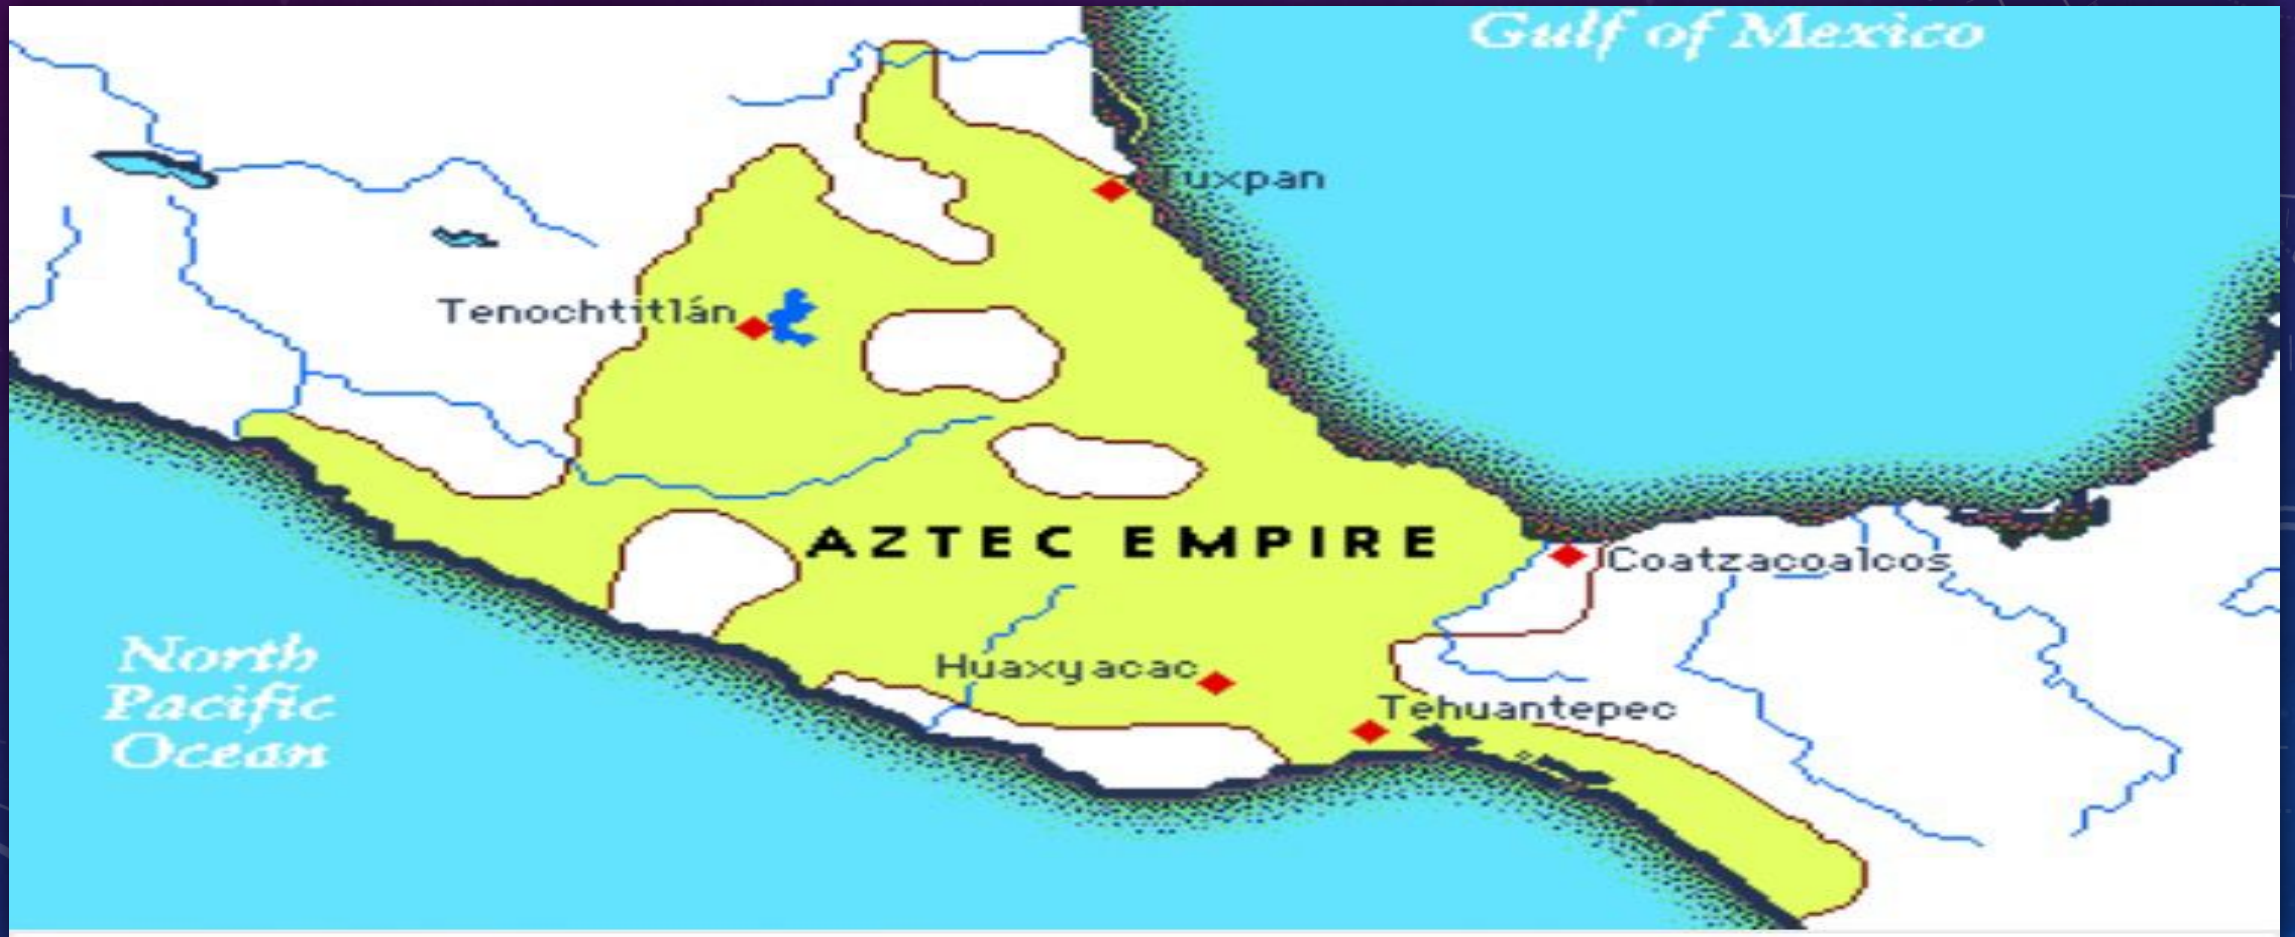 Gulf of Mexico
Tuxpan
Tenochtitlán
AZTEC EMPIRE
Coatzacoalcos
North
Pacific
Ocean
Huaxyacac
Tehuantepec